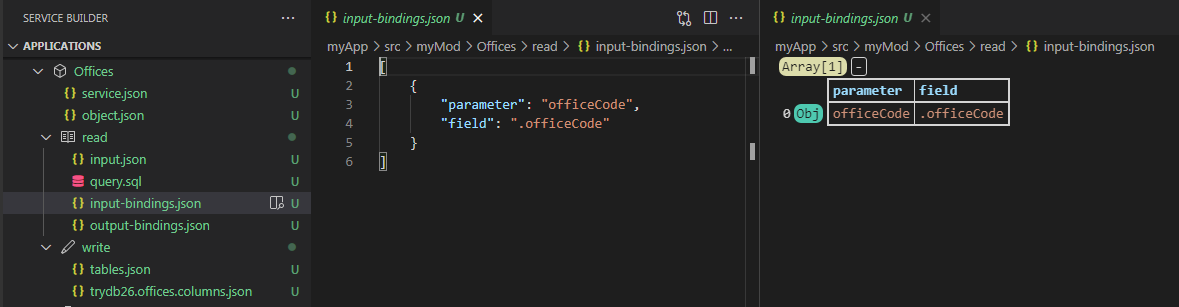 SERVICE BUILDER ...
APPLICATIONS
Offices
service.json U
object.json U
read
input.json U
query.sql U
input-bindings.json U
output-bindings.json U
write
tables.json U
trydb26.offices.columns.json U
{} input-bindings.json U ×
myApp > src > myMod > Offices > read > {} input-bindings.json > ...
1 [
2 {
3 "parameter": "officeCode",
4 "field": ".officeCode"
5 }
6 ]
{} input-bindings.json U ×
myApp > src > myMod > Offices > read > {} input-bindings.json
Array[1] -
parameter field
0 Obj officeCode .officeCode